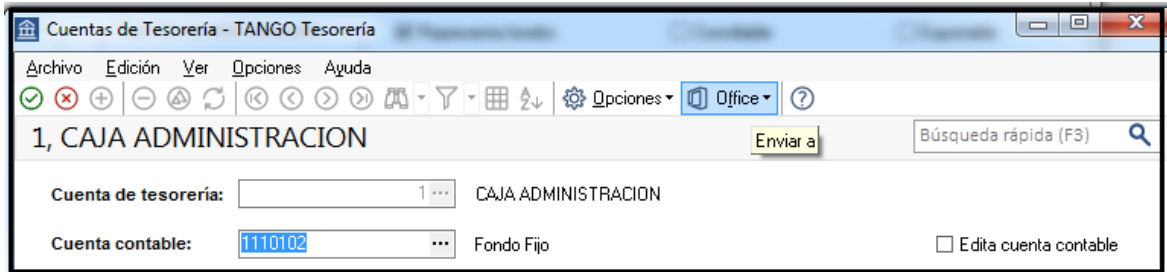 Cuentas de Tesorería - TANGO Tesorería
Archivo Edición Ver Opciones Ayuda
Opciones Office
1, CAJA ADMINISTRACION Enviar a Búsqueda rápida (F3)
Cuenta de tesorería: 1 ... CAJA ADMINISTRACION
Cuenta contable: 1110102 ... Fondo Fijo Edita cuenta contable